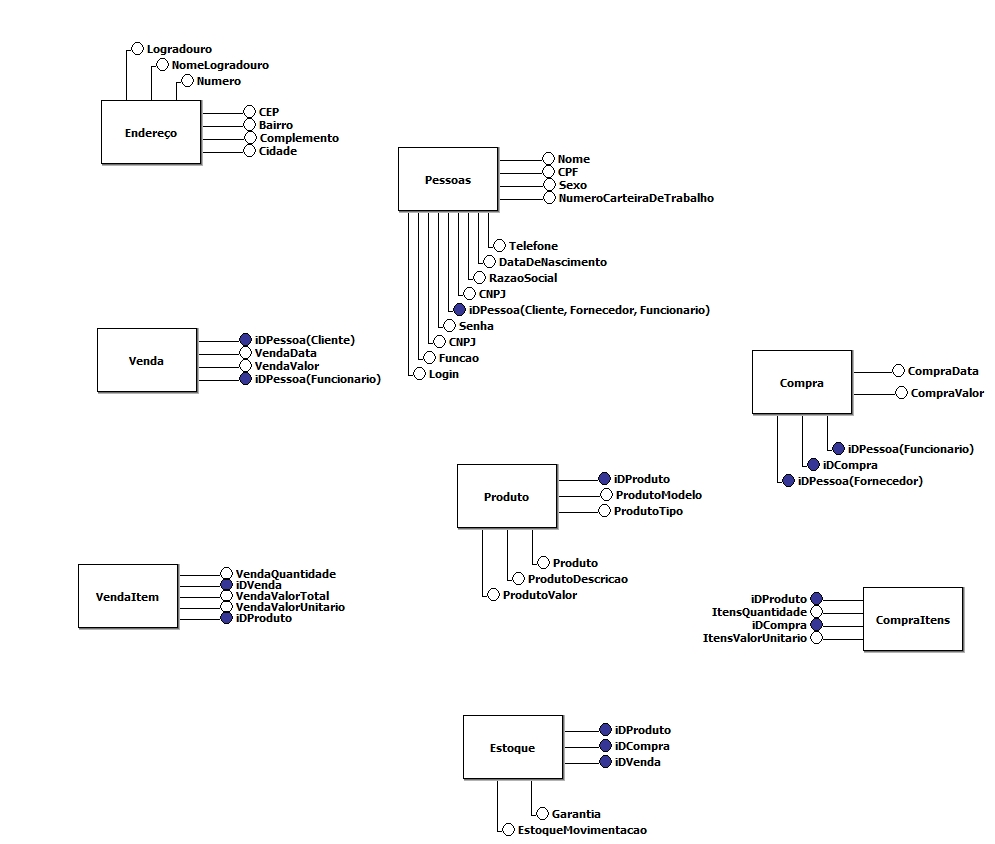 Logradouro
NomeLogradouro
Numero
Endereço
CEP
Bairro
Complemento
Cidade
Pessoas
Nome
CPF
Sexo
NumeroCarteiraDeTrabalho
Telefone
DataDeNascimento
RazaoSocial
CNPJ
iDPessoa(Cliente, Fornecedor, Funcionario)
Senha
CNPJ
Funcao
Login
Venda
iDPessoa(Cliente)
VendaData
VendaValor
iDPessoa(Funcionario)
Compra
CompraData
CompraValor
iDPessoa(Funcionario)
iDCompra
iDPessoa(Fornecedor)
Produto
iDProduto
ProdutoModelo
ProdutoTipo
Produto
ProdutoDescricao
ProdutoValor
VendaItem
VendaQuantidade
iDVenda
VendaValorTotal
VendaValorUnitario
iDProduto
iDProduto
ItensQuantidade
iDCompra
ItensValorUnitario
CompraItens
Estoque
iDProduto
iDCompra
iDVenda
Garantia
EstoqueMovimentacao